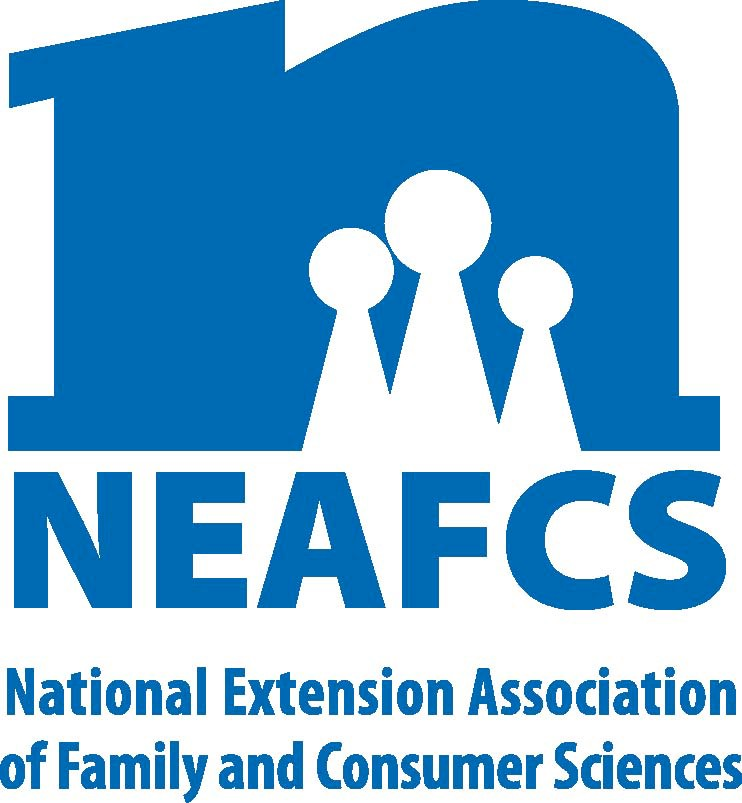 n
NEAFCS
National Extension Association
of Family and Consumer Sciences